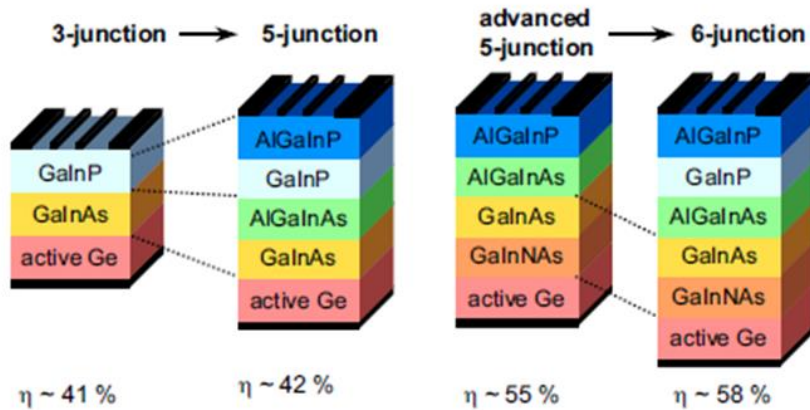 3-junction
5-junction
advanced
5-junction
6-junction
GaInP
GaInAs
active Ge
AlGaInP
GaInP
AlGaInAs
GaInAs
active Ge
AlGaInP
AlGaInAs
GaInAs
GaInNAs
active Ge
AlGaInP
GaInP
AlGaInAs
GaInAs
GaInNAs
active Ge
η ~ 41 %
η ~ 42 %
η ~ 55 %
η ~ 58 %